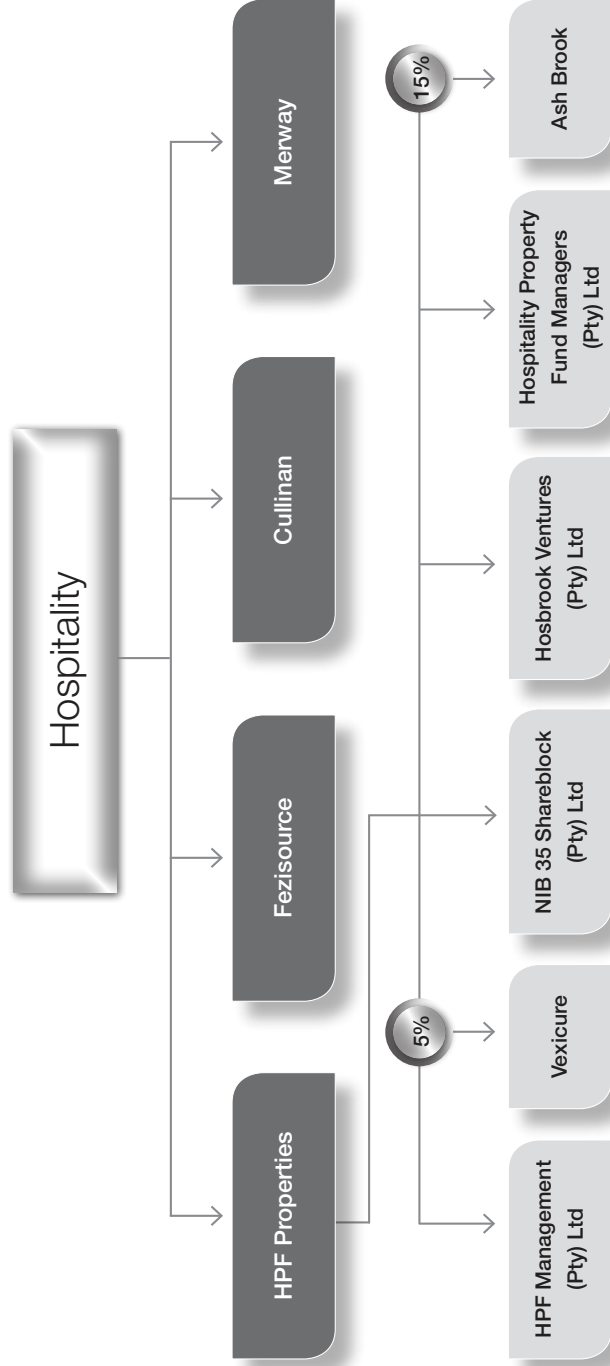 Hospitality
HPF Properties
Fezisource
Cullinan
Merway
5%
15%
HPF Management
(Pty) Ltd
Vexicure
NIB 35 Shareblock
(Pty) Ltd
Hosbrook Ventures
(Pty) Ltd
Hospitality Property
Fund Managers
(Pty) Ltd
Ash Brook